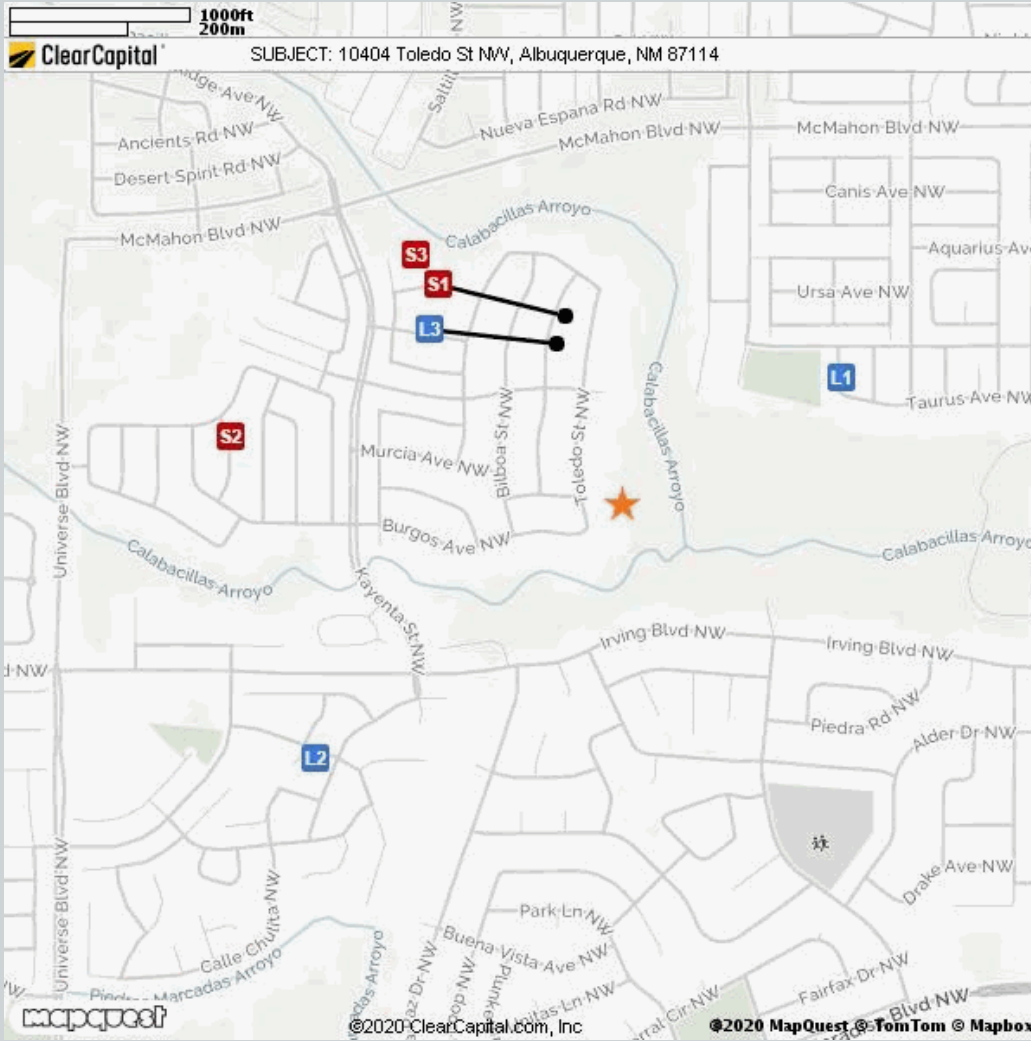 1000ft
200m
ClearCapital
SUBJECT: 10404 Toledo St NW, Albuquerque, NM 87114
Ancients Rd NW
Desert Spirit Rd NW
McMahon Blvd NW
Nueva Espana Rd NW
McMahon Blvd NW
McMahon Blvd NW
Canis Ave NW
Aquarius Av
Ursa Ave NW
Taurus Ave NW
Calabacillas Arroyo
S3
S1
L3
L1
S2
Calabacillas Arroyo
Bilboa St NW
Toledo St NW
Murcia Ave NW
Burgos Ave NW
Universe Blvd NW
Calabacillas Arroyo
Calabacillas Arroyo
Kayenta St NW
Irving Blvd NW
Irving Blvd NW
Piedra Rd NW
Alder Dr NW
L2
Drake Ave NW
Universe Blvd NW
Calle Chulita NW
Park Ln NW
Buena Vista Ave NW
Fairfax Dr NW
Marcadas Arroyo
mapquest
©2020 ClearCapital.com, Inc
©2020 MapQuest © TomTom © Mapbox